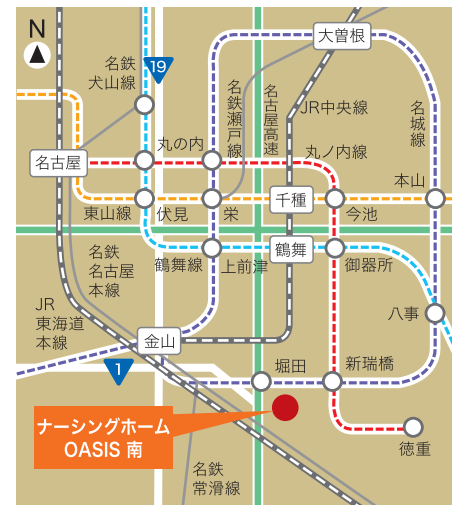 N
名鉄
犬山線
19
名鉄瀬戸線
名古屋高速
大曽根
JR中央線
名城線
丸の内
丸ノ内線
名古屋
本山
東山線
伏見
栄
千種
今池
名鉄
名古屋
本線
鶴舞線
上前津
鶴舞
御器所
JR
東海道
本線
八事
金山
1
堀田
新瑞橋
ナーシングホーム
OASIS 南
徳重
名鉄
常滑線